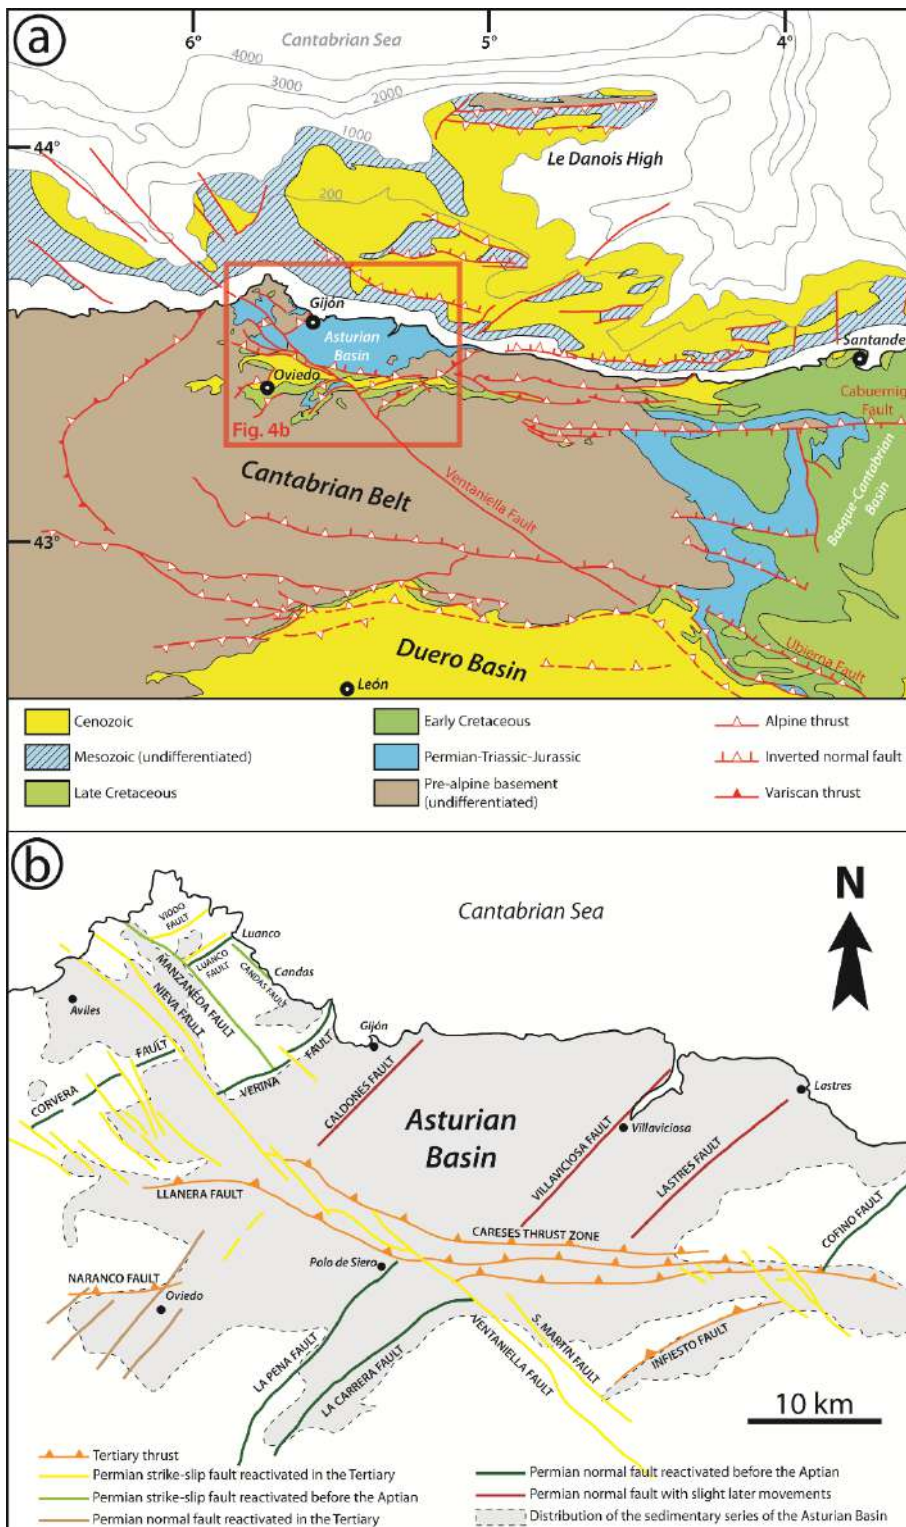 a
6°
5°
4°
Cantabrian Sea
4000
3000
2000
1000
200
44°
Le Danois High
Gijón
Asturian
Basin
Santande
Oviedo
Cabuernig
Fault
Fig. 4b
Cantabrian Belt
Ventaniella Fault
Basque-Cantabrian
Basin
43°
Duero Basin
Ubierna Fault
León
Cenozoic
Mesozoic (undifferentiated)
Late Cretaceous
Early Cretaceous
Permian-Triassic-Jurassic
Pre-alpine basement
(undifferentiated)
Alpine thrust
Inverted normal fault
Variscan thrust
b
Cantabrian Sea
N
VIODO
FAULT
Luanco
LUANCO
FAULT
MANZANEDA FAULT
NIEVA FAULT
CANDAS FAULT
Candas
Aviles
Gijón
CORVERA FAULT
VERINA FAULT
CALDONES FAULT
Asturian
Basin
VILLAVICIOSA FAULT
Villaviciosa
LASTRES FAULT
Lastres
LLANERA FAULT
CARESES THRUST ZONE
COFINO FAULT
NARANCO FAULT
Oviedo
Polo de Siero
LA PENA FAULT
LA CARRERA FAULT
VENTANIELLA FAULT
S. MARTIN FAULT
INFIESTO FAULT
10 km
Tertiary thrust
Permian strike-slip fault reactivated in the Tertiary
Permian strike-slip fault reactivated before the Aptian
Permian normal fault reactivated in the Tertiary
Permian normal fault reactivated before the Aptian
Permian normal fault with slight later movements
Distribution of the sedimentary series of the Asturian Basin